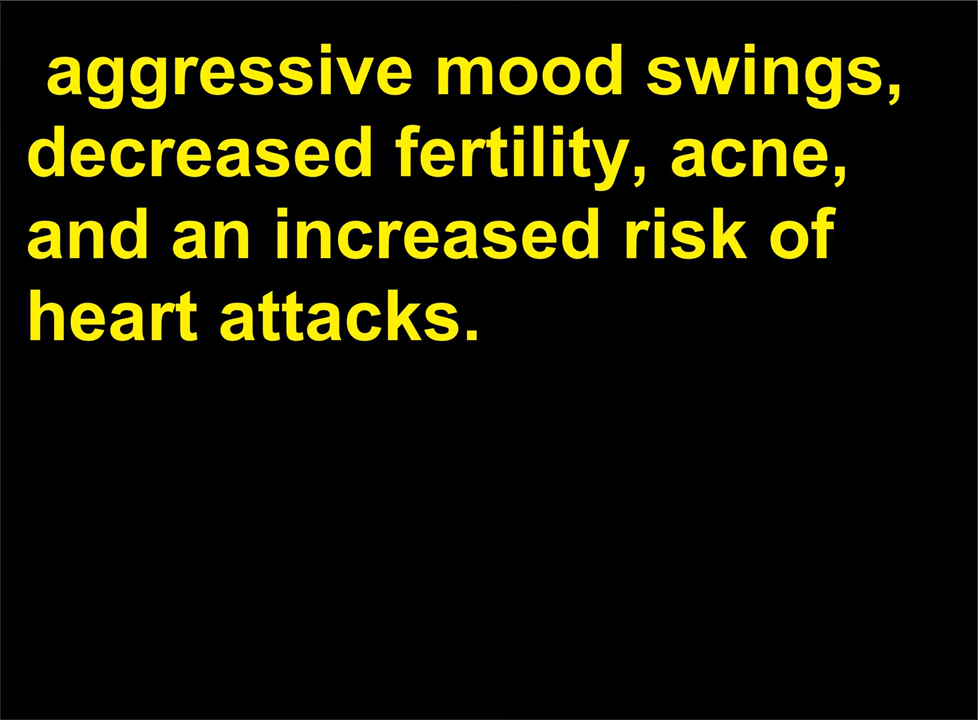 aggressive mood swings,
decreased fertility, acne,
and an increased risk of
heart attacks.